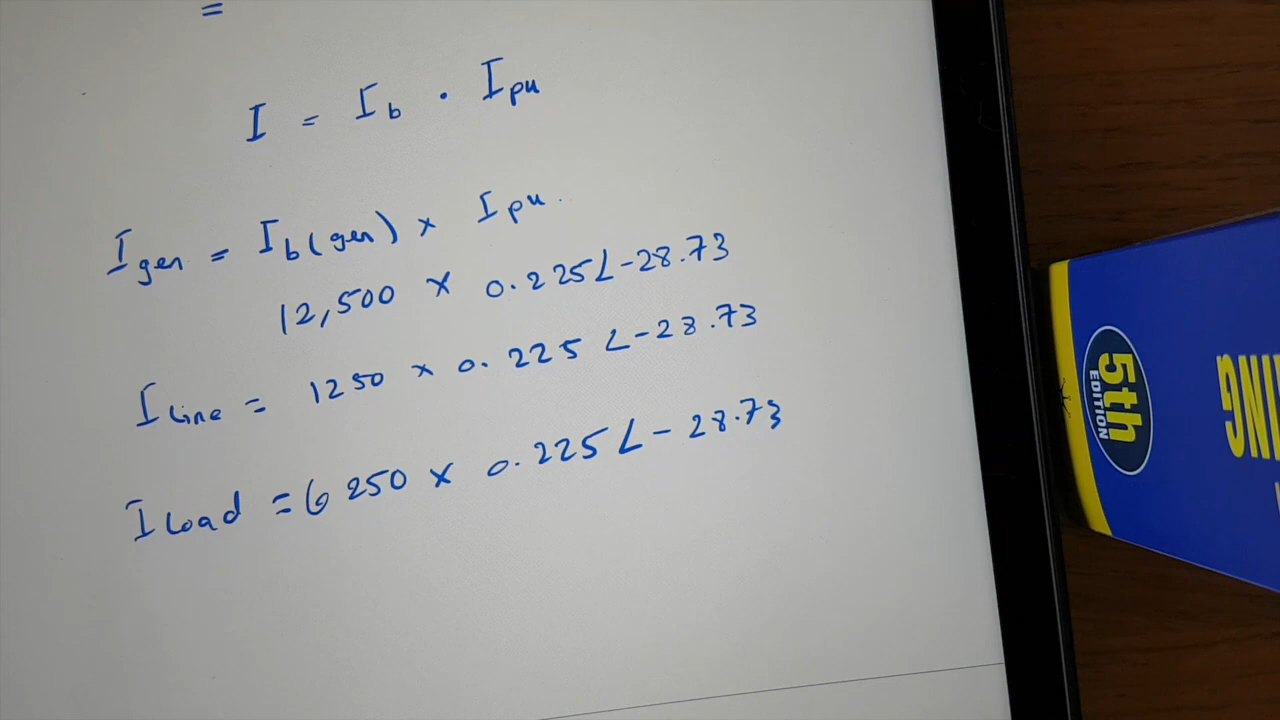 =
I = I_b · I_pu
I_gen = I_b(gen) × I_pu.
12,500 × 0.225∠-28.73
I_Line = 1250 × 0.225∠-28.73
I_Load = 6250 × 0.225∠-28.73
5th
EDITION
ING